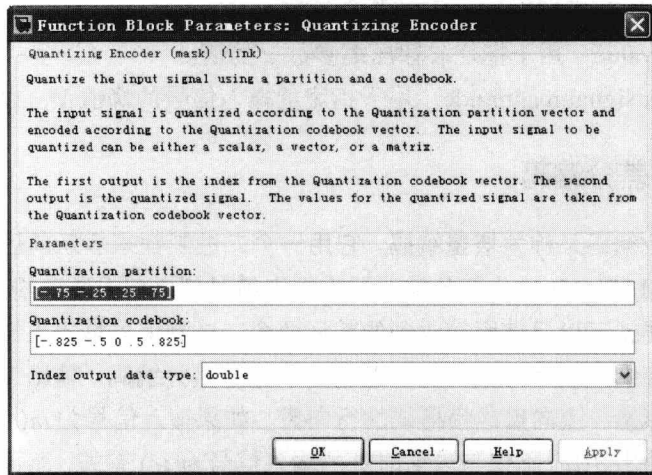 Function Block Parameters: Quantizing Encoder
Quantizing Encoder (mask) (link)
Quantize the input signal using a partition and a codebook.
The input signal is quantized according to the Quantization partition vector and
encoded according to the Quantization codebook vector. The input signal to be
quantized can be either a scalar, a vector, or a matrix.
The first output is the index from the Quantization codebook vector. The second
output is the quantized signal. The values for the quantized signal are taken from
the Quantization codebook vector.
Parameters
Quantization partition:
[-.75 -.25 .25 .75]
Quantization codebook:
[-.825 -.5 0 .5 .825]
Index output data type: double
OK Cancel Help Apply